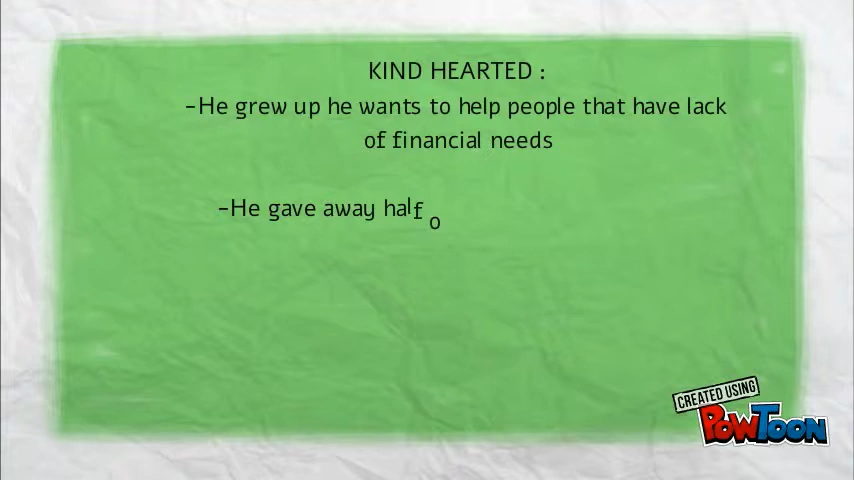 KIND HEARTED :
-He grew up he wants to help people that have lack
of financial needs
-He gave away half o
CREATED USING
POWTOON